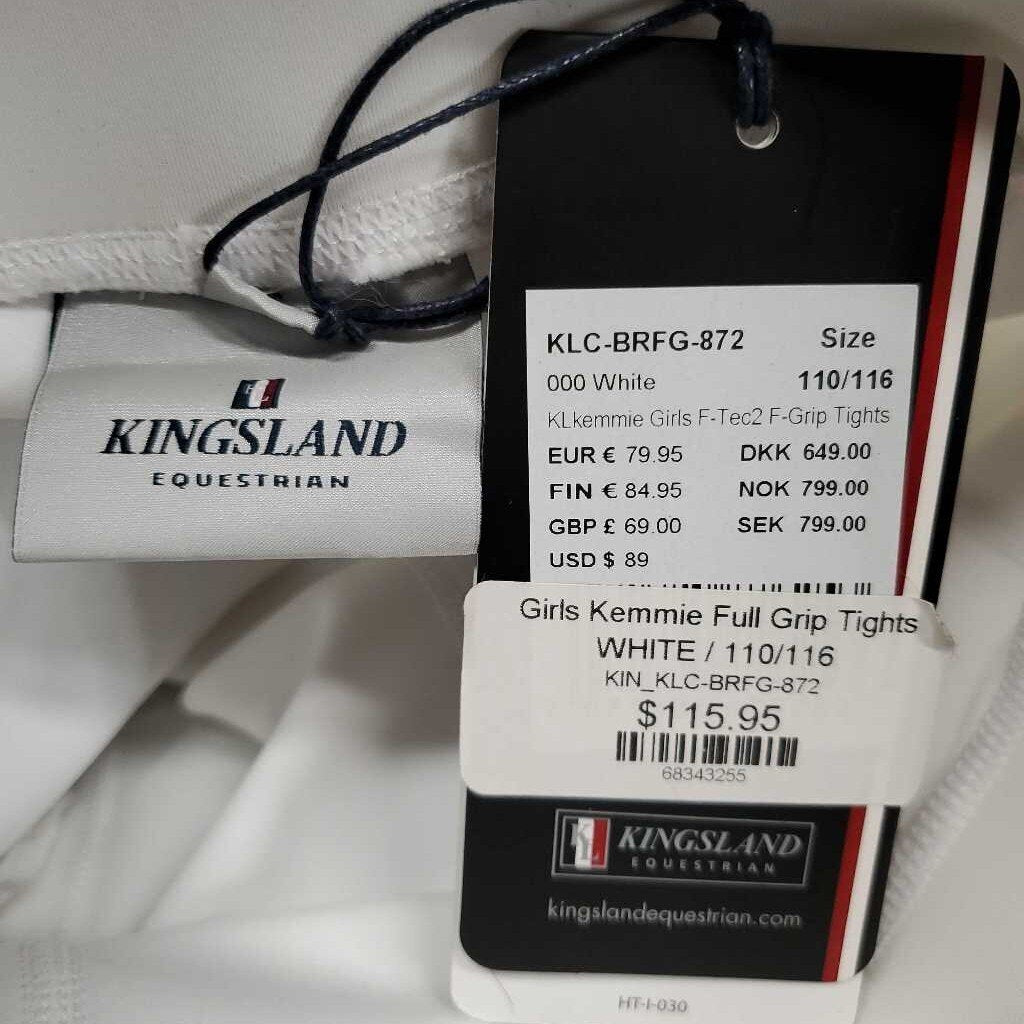 KINGSLAND
EQUESTRIAN
KLC-BRFG-872 Size
000 White 110/116
KLkemmie Girls F-Tec2 F-Grip Tights
EUR € 79.95 DKK 649.00
FIN € 84.95 NOK 799.00
GBP £ 69.00 SEK 799.00
USD $ 89
Girls Kemmie Full Grip Tights
WHITE / 110/116
KIN_KLC-BRFG-872
$115.95
68343255
KL KINGSLAND
EQUESTRIAN
kingslandequestrian.com
HT-I-030